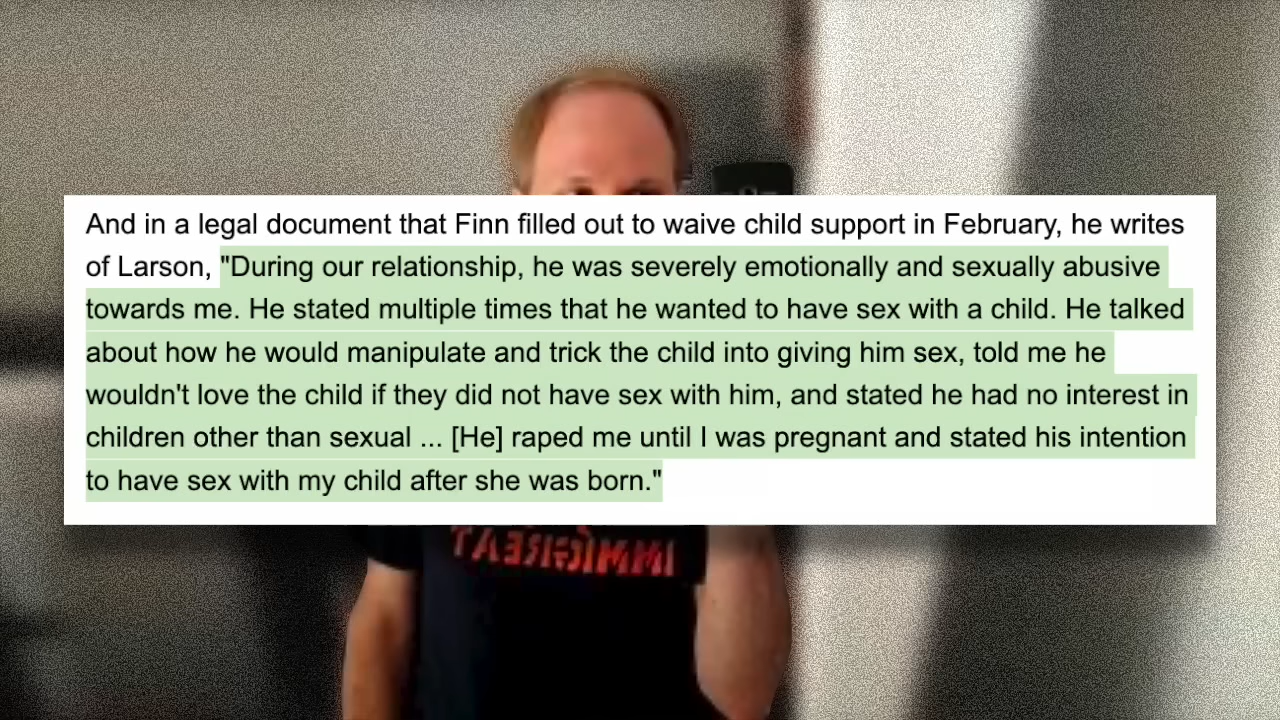 And in a legal document that Finn filled out to waive child support in February, he writes
of Larson, "During our relationship, he was severely emotionally and sexually abusive
towards me. He stated multiple times that he wanted to have sex with a child. He talked
about how he would manipulate and trick the child into giving him sex, told me he
wouldn't love the child if they did not have sex with him, and stated he had no interest in
children other than sexual ... [He] raped me until I was pregnant and stated his intention
to have sex with my child after she was born."
IMMIGREAT